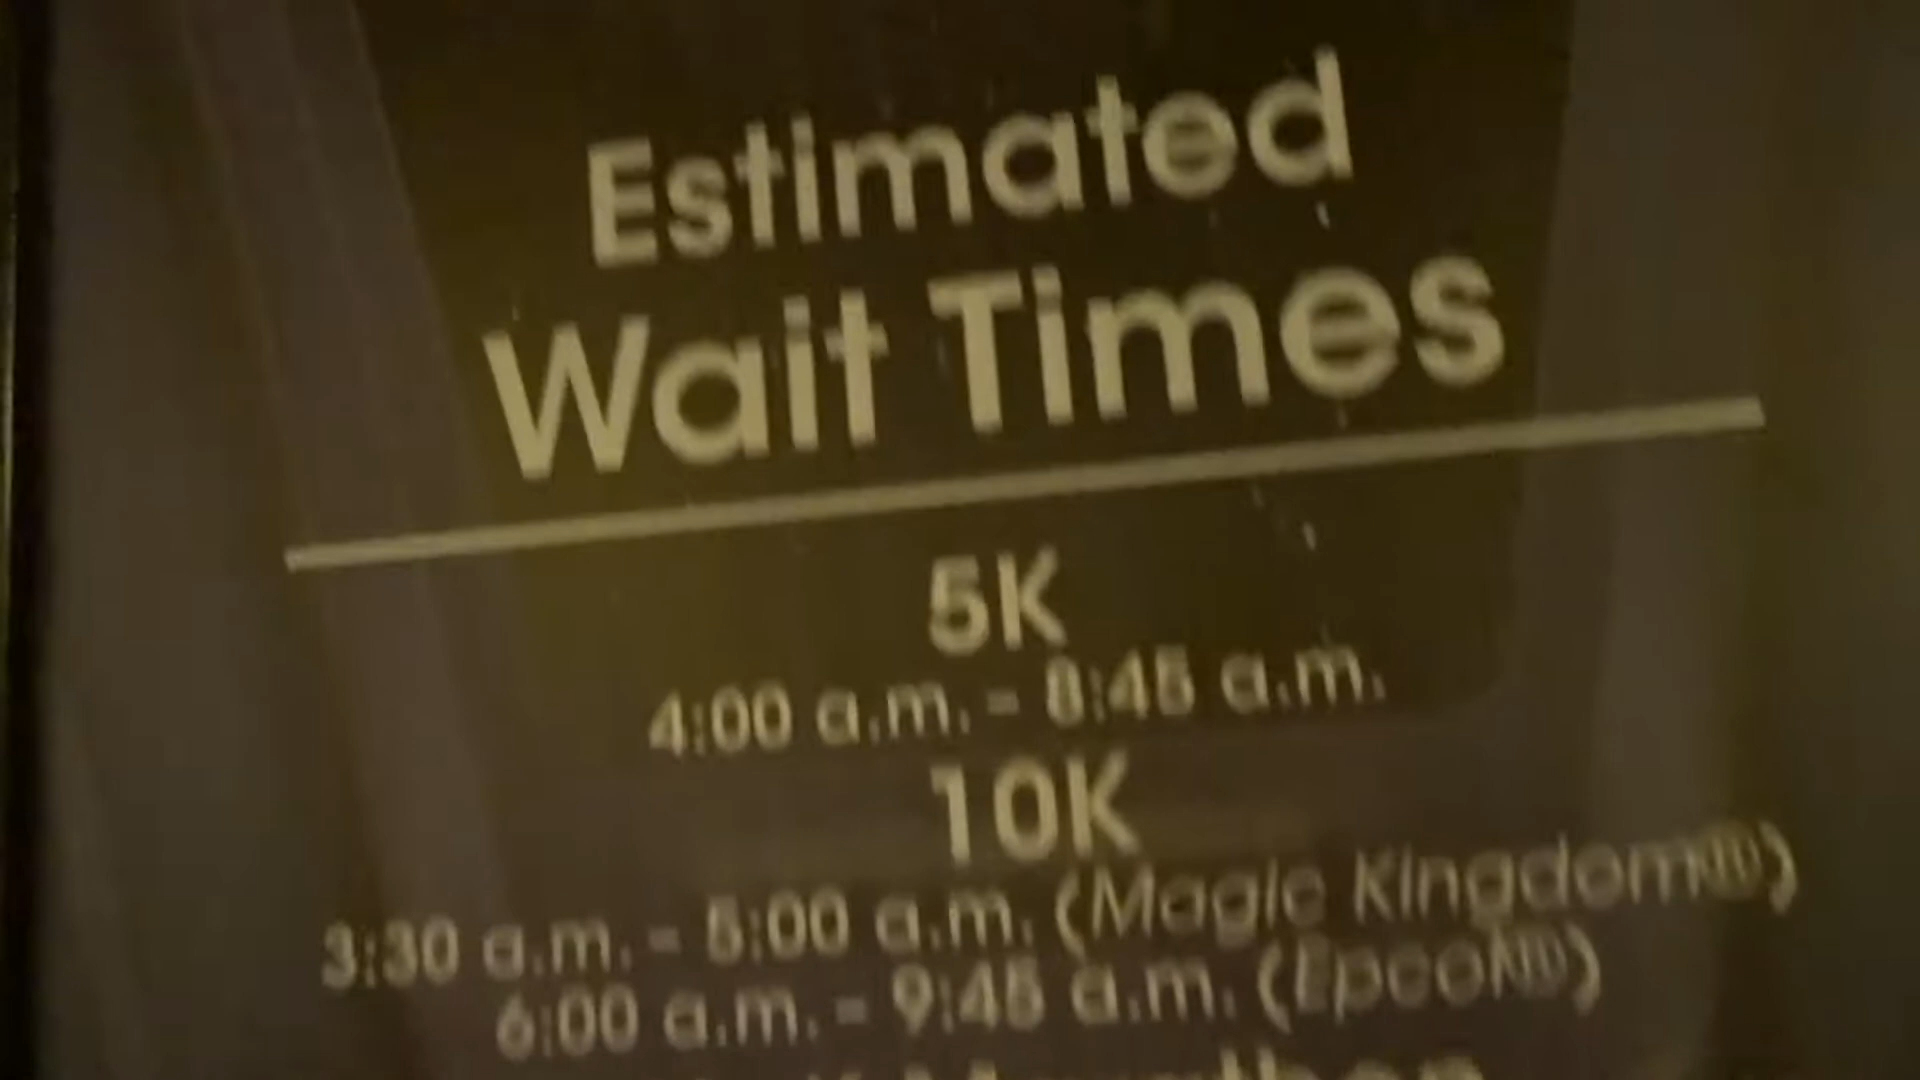 Estimated
Wait Times
5K
4:00 a.m. - 8:45 a.m.
10K
3:30 a.m. - 5:00 a.m. (Magic Kingdom®)
6:00 a.m. - 9:45 a.m. (Epcot®)